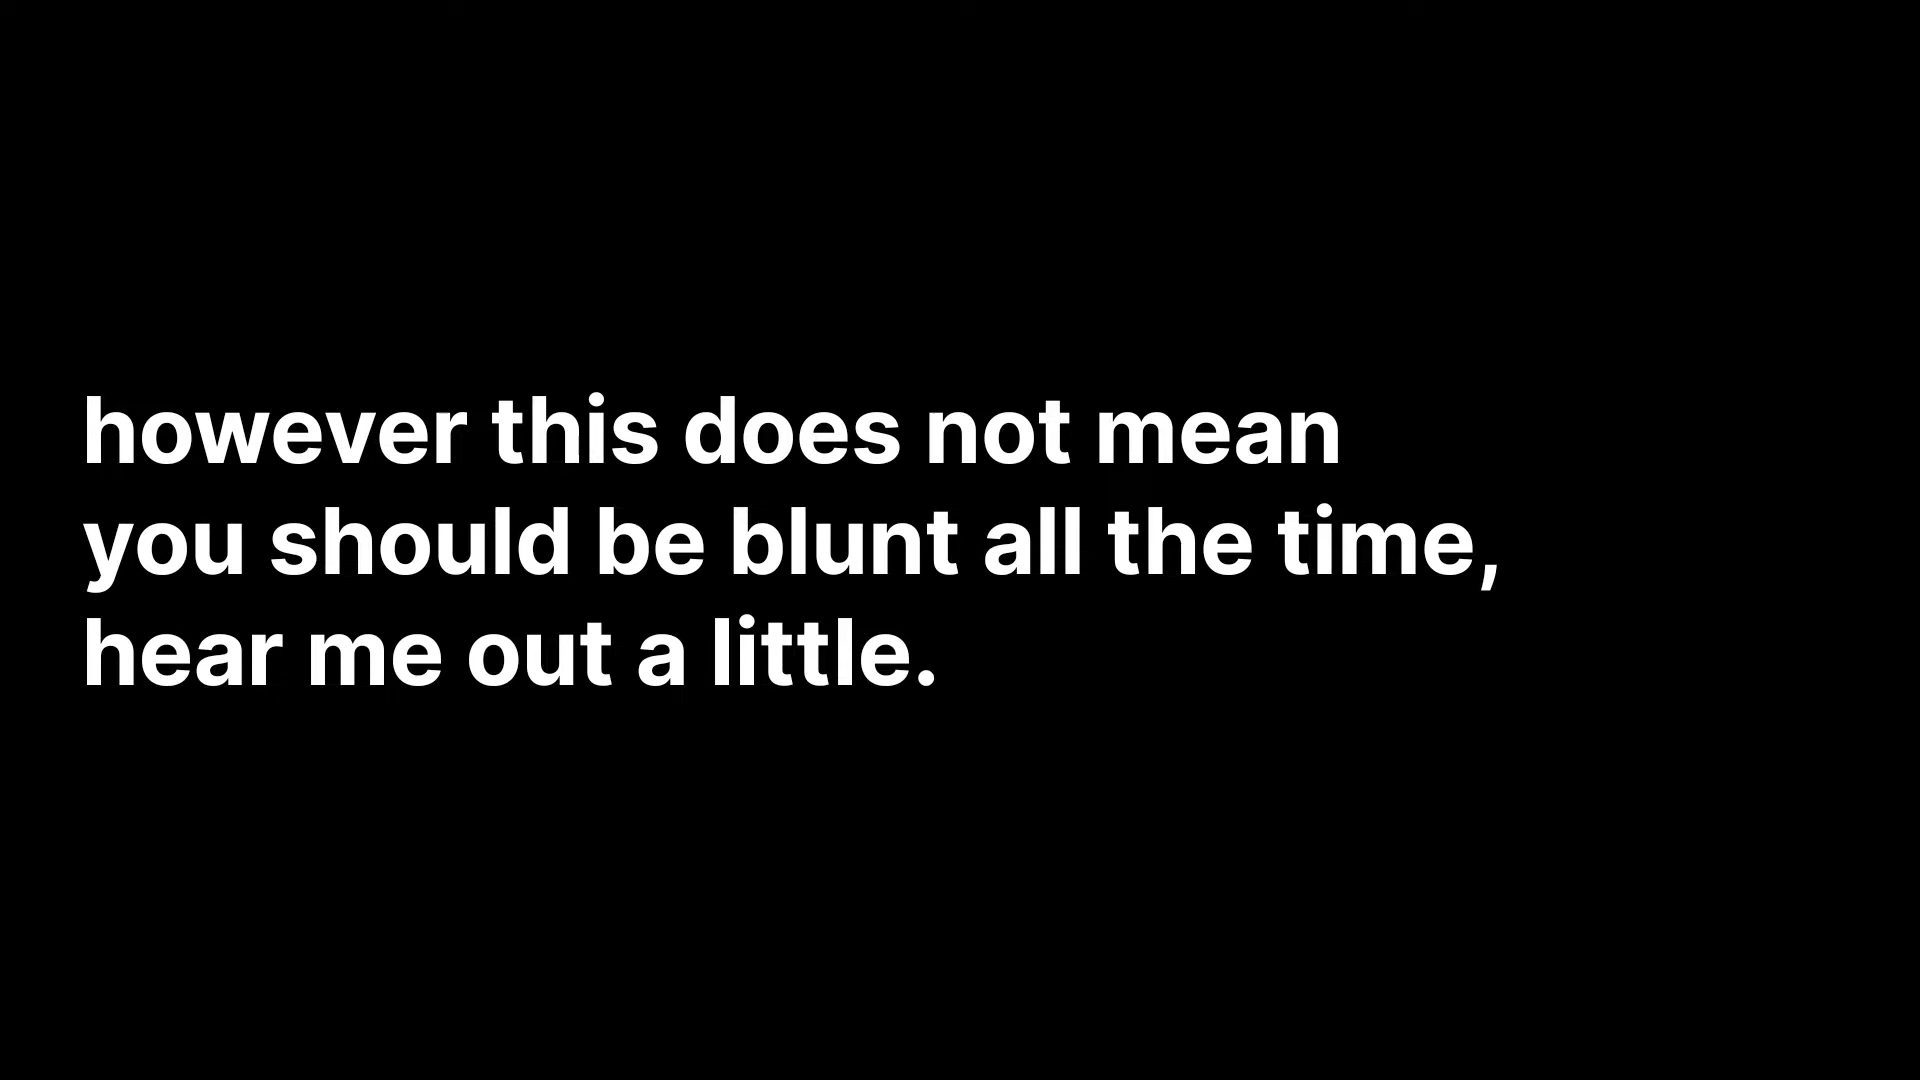 however this does not mean
you should be blunt all the time,
hear me out a little.